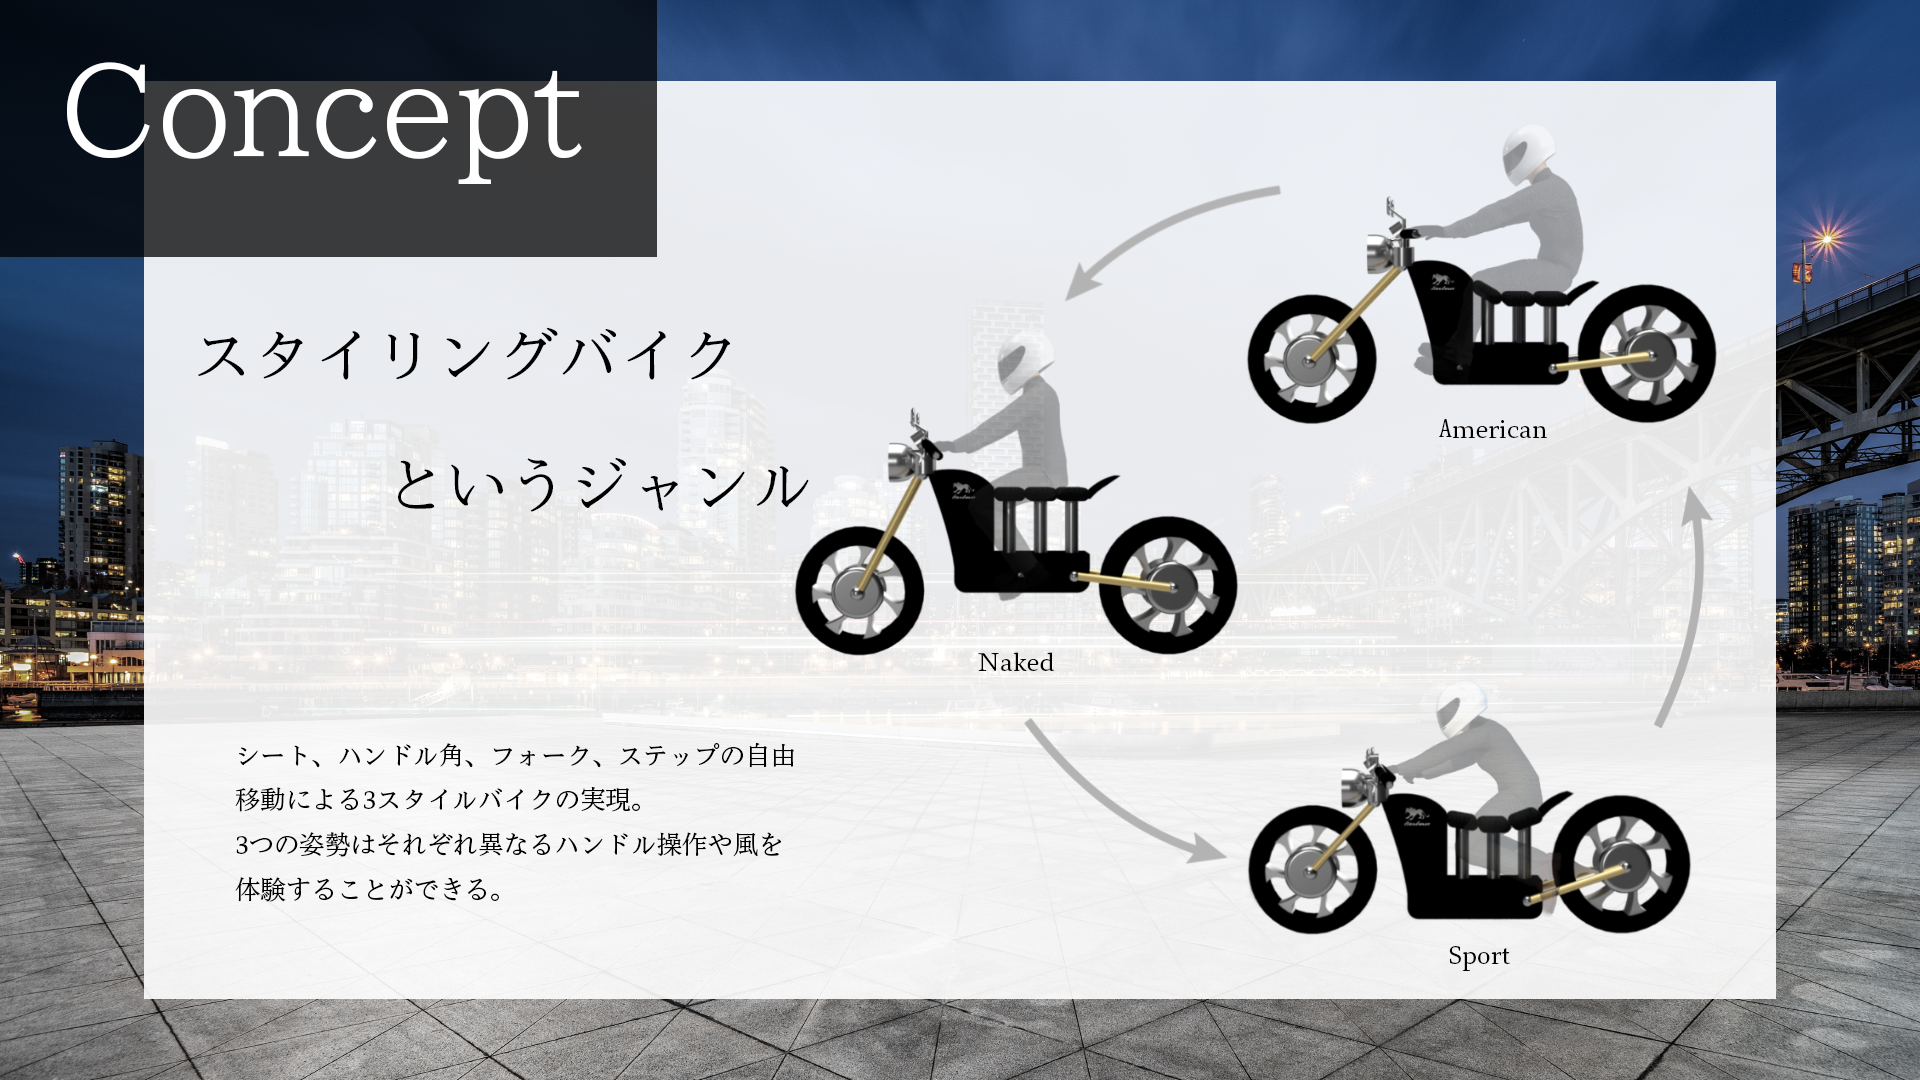 Concept
スタイリングバイク
というジャンル
American
Naked
シート、ハンドル角、フォーク、ステップの自由
移動による3スタイルバイクの実現。
3つの姿勢はそれぞれ異なるハンドル操作や風を
体験することができる。
Sport